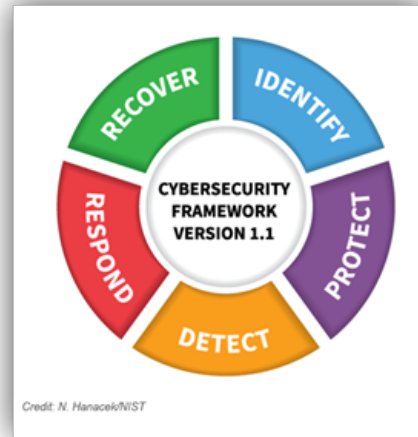 RECOVER
IDENTIFY
PROTECT
DETECT
RESPOND
CYBERSECURITY
FRAMEWORK
VERSION 1.1
Credit: N. Hanacek/NIST